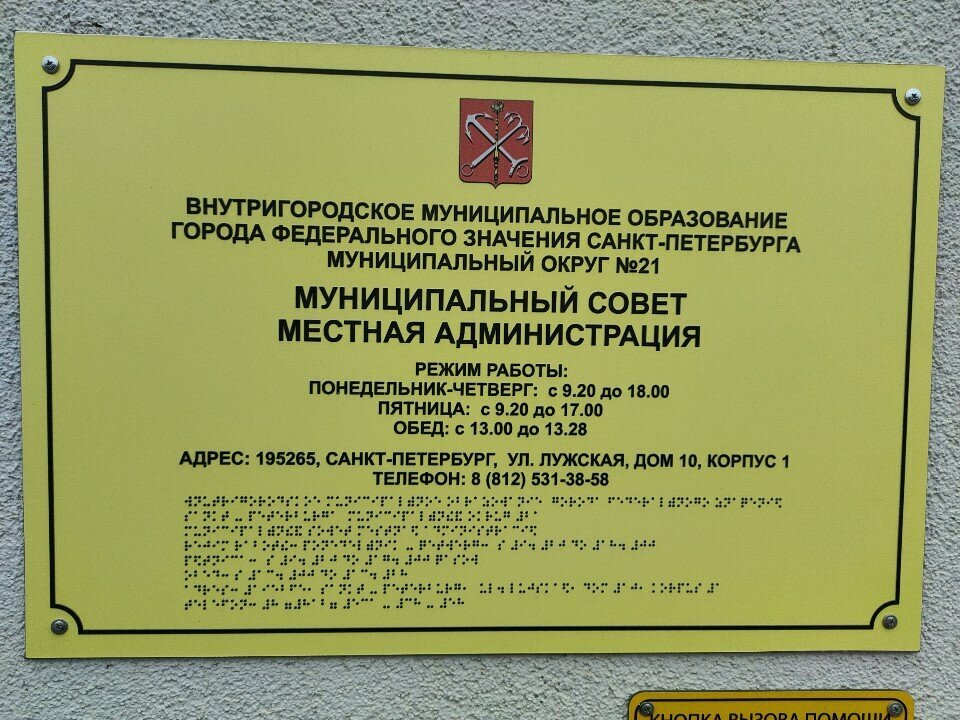 ВНУТРИГОРОДСКОЕ МУНИЦИПАЛЬНОЕ ОБРАЗОВАНИЕ
ГОРОДА ФЕДЕРАЛЬНОГО ЗНАЧЕНИЯ САНКТ-ПЕТЕРБУРГА
МУНИЦИПАЛЬНЫЙ ОКРУГ №21
МУНИЦИПАЛЬНЫЙ СОВЕТ
МЕСТНАЯ АДМИНИСТРАЦИЯ
РЕЖИМ РАБОТЫ:
ПОНЕДЕЛЬНИК-ЧЕТВЕРГ: с 9.20 до 18.00
ПЯТНИЦА: с 9.20 до 17.00
ОБЕД: с 13.00 до 13.28
АДРЕС: 195265, САНКТ-ПЕТЕРБУРГ, УЛ. ЛУЖСКАЯ, ДОМ 10, КОРПУС 1
ТЕЛЕФОН: 8 (812) 531-38-58
КНОПКА ВЫЗОВА ПОМОЩИ